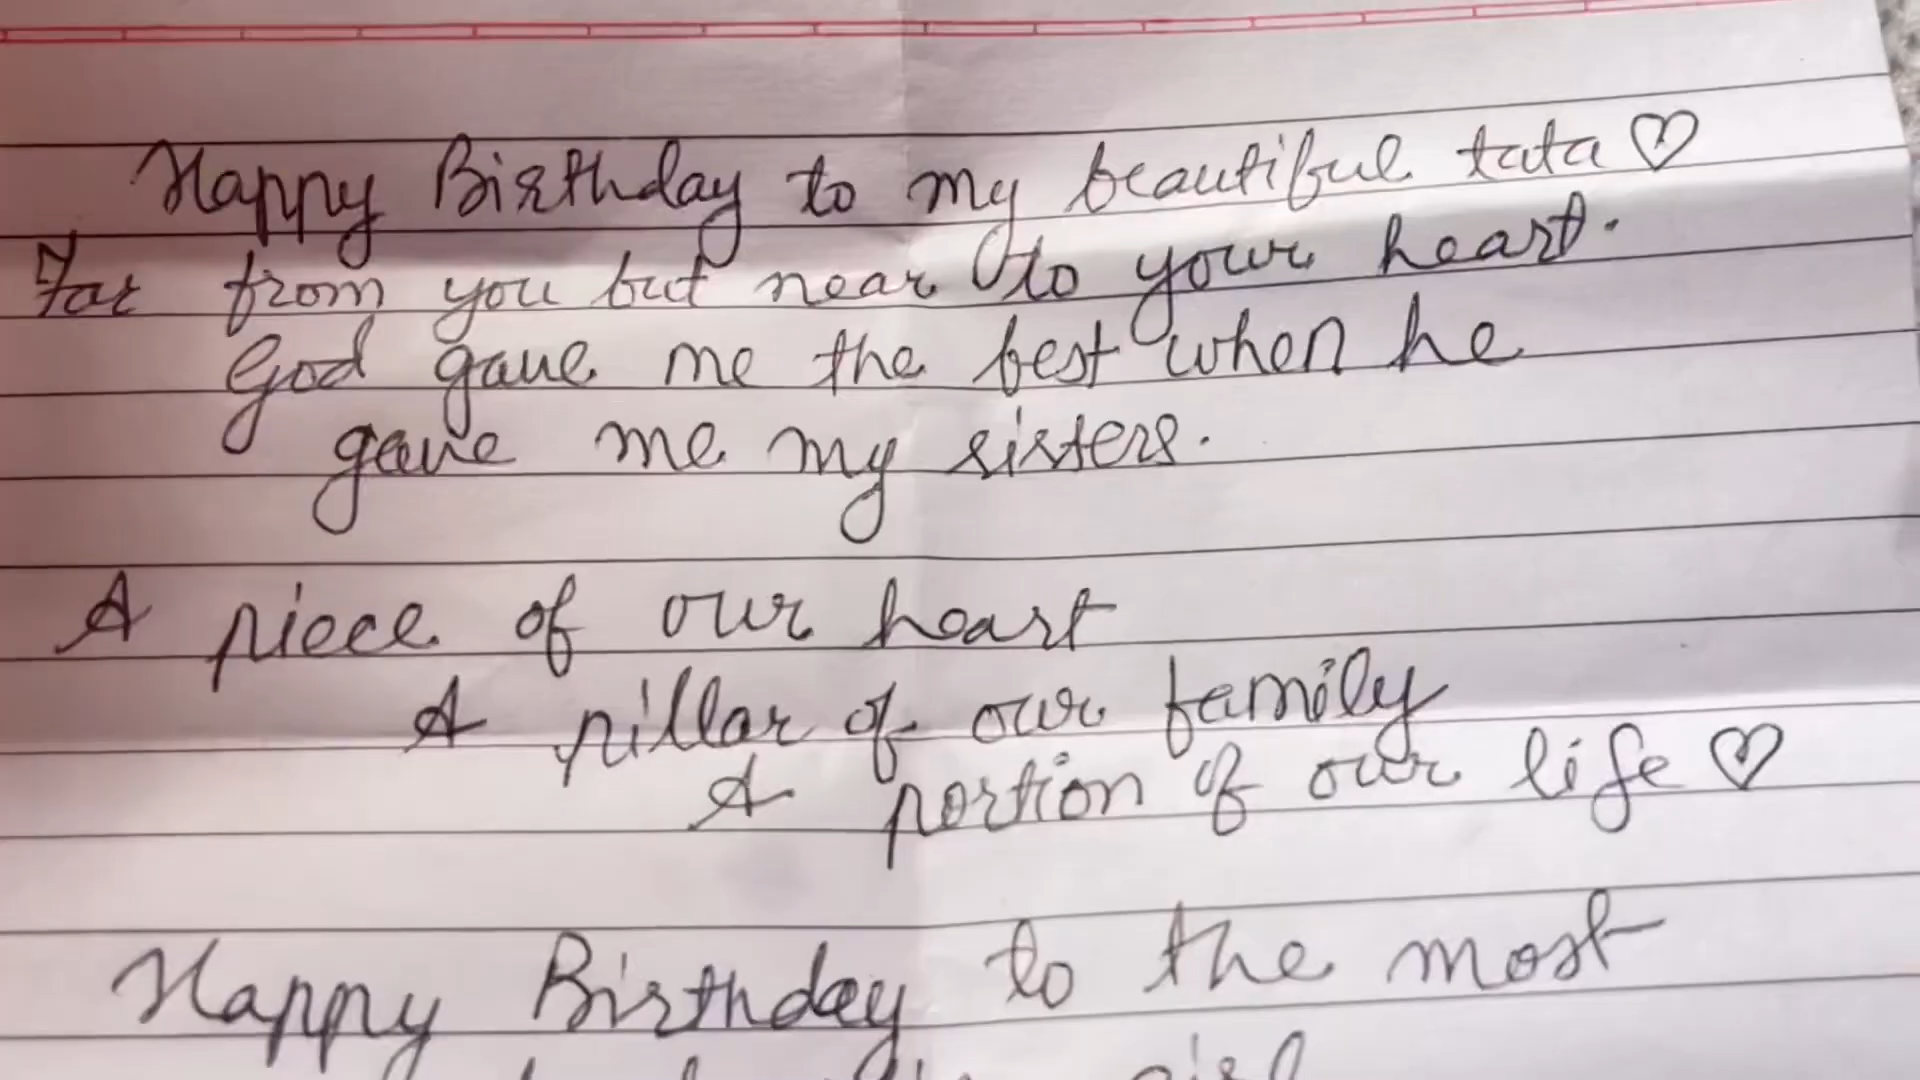 Happy Birthday to my beautiful tata ♡
Far from you but near to your heart.
God gave me the best when he
gave me my sisters.
A piece of our heart
A pillar of our family
A portion of our life ♡
Happy Birthday to the most
girl